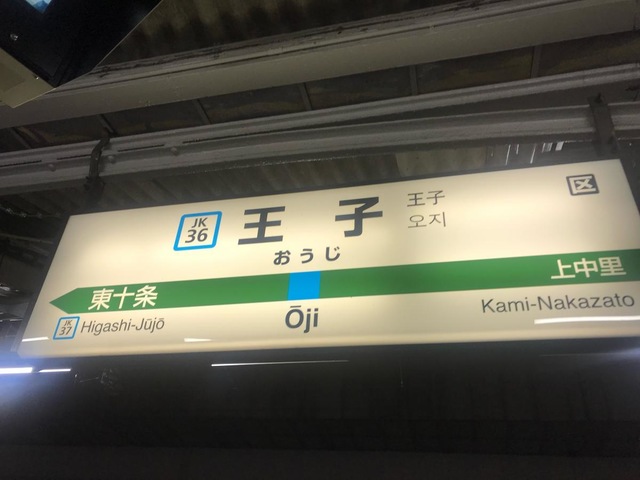 JK
36
王子
王子
오지
区
おうじ
東十条
上中里
JK
37
Higashi-Jūjō
Ōji
Kami-Nakazato